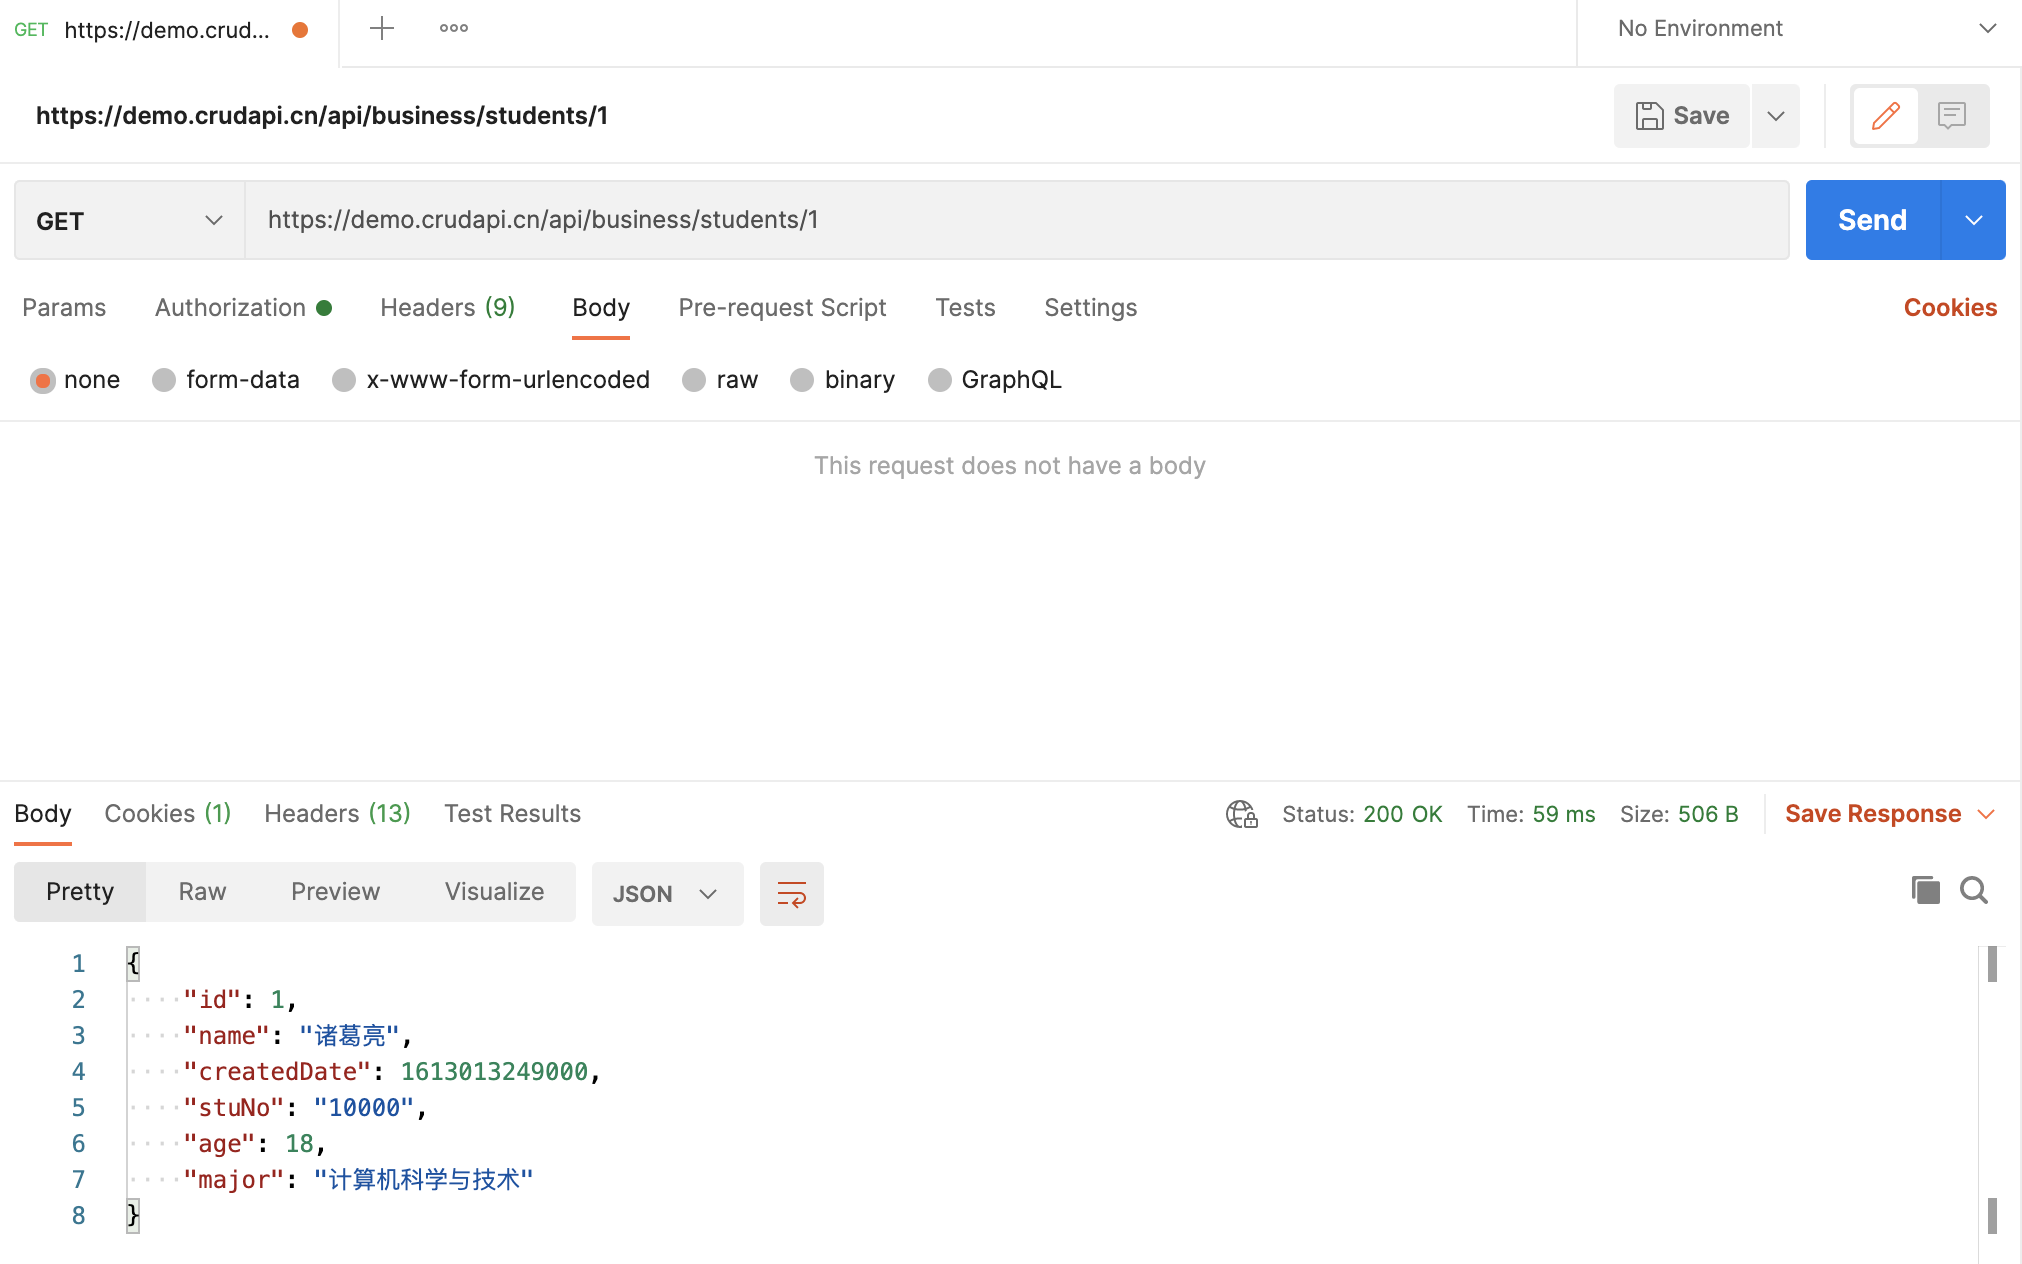 GET https://demo.crud... No Environment
https://demo.crudapi.cn/api/business/students/1 Save
GET https://demo.crudapi.cn/api/business/students/1 Send
Params Authorization Headers (9) Body Pre-request Script Tests Settings Cookies
none form-data x-www-form-urlencoded raw binary GraphQL
This request does not have a body
Body Cookies (1) Headers (13) Test Results Status: 200 OK Time: 59 ms Size: 506 B Save Response
Pretty Raw Preview Visualize JSON
1 {
2 "id": 1,
3 "name": "诸葛亮",
4 "createdDate": 1613013249000,
5 "stuNo": "10000",
6 "age": 18,
7 "major": "计算机科学与技术"
8 }